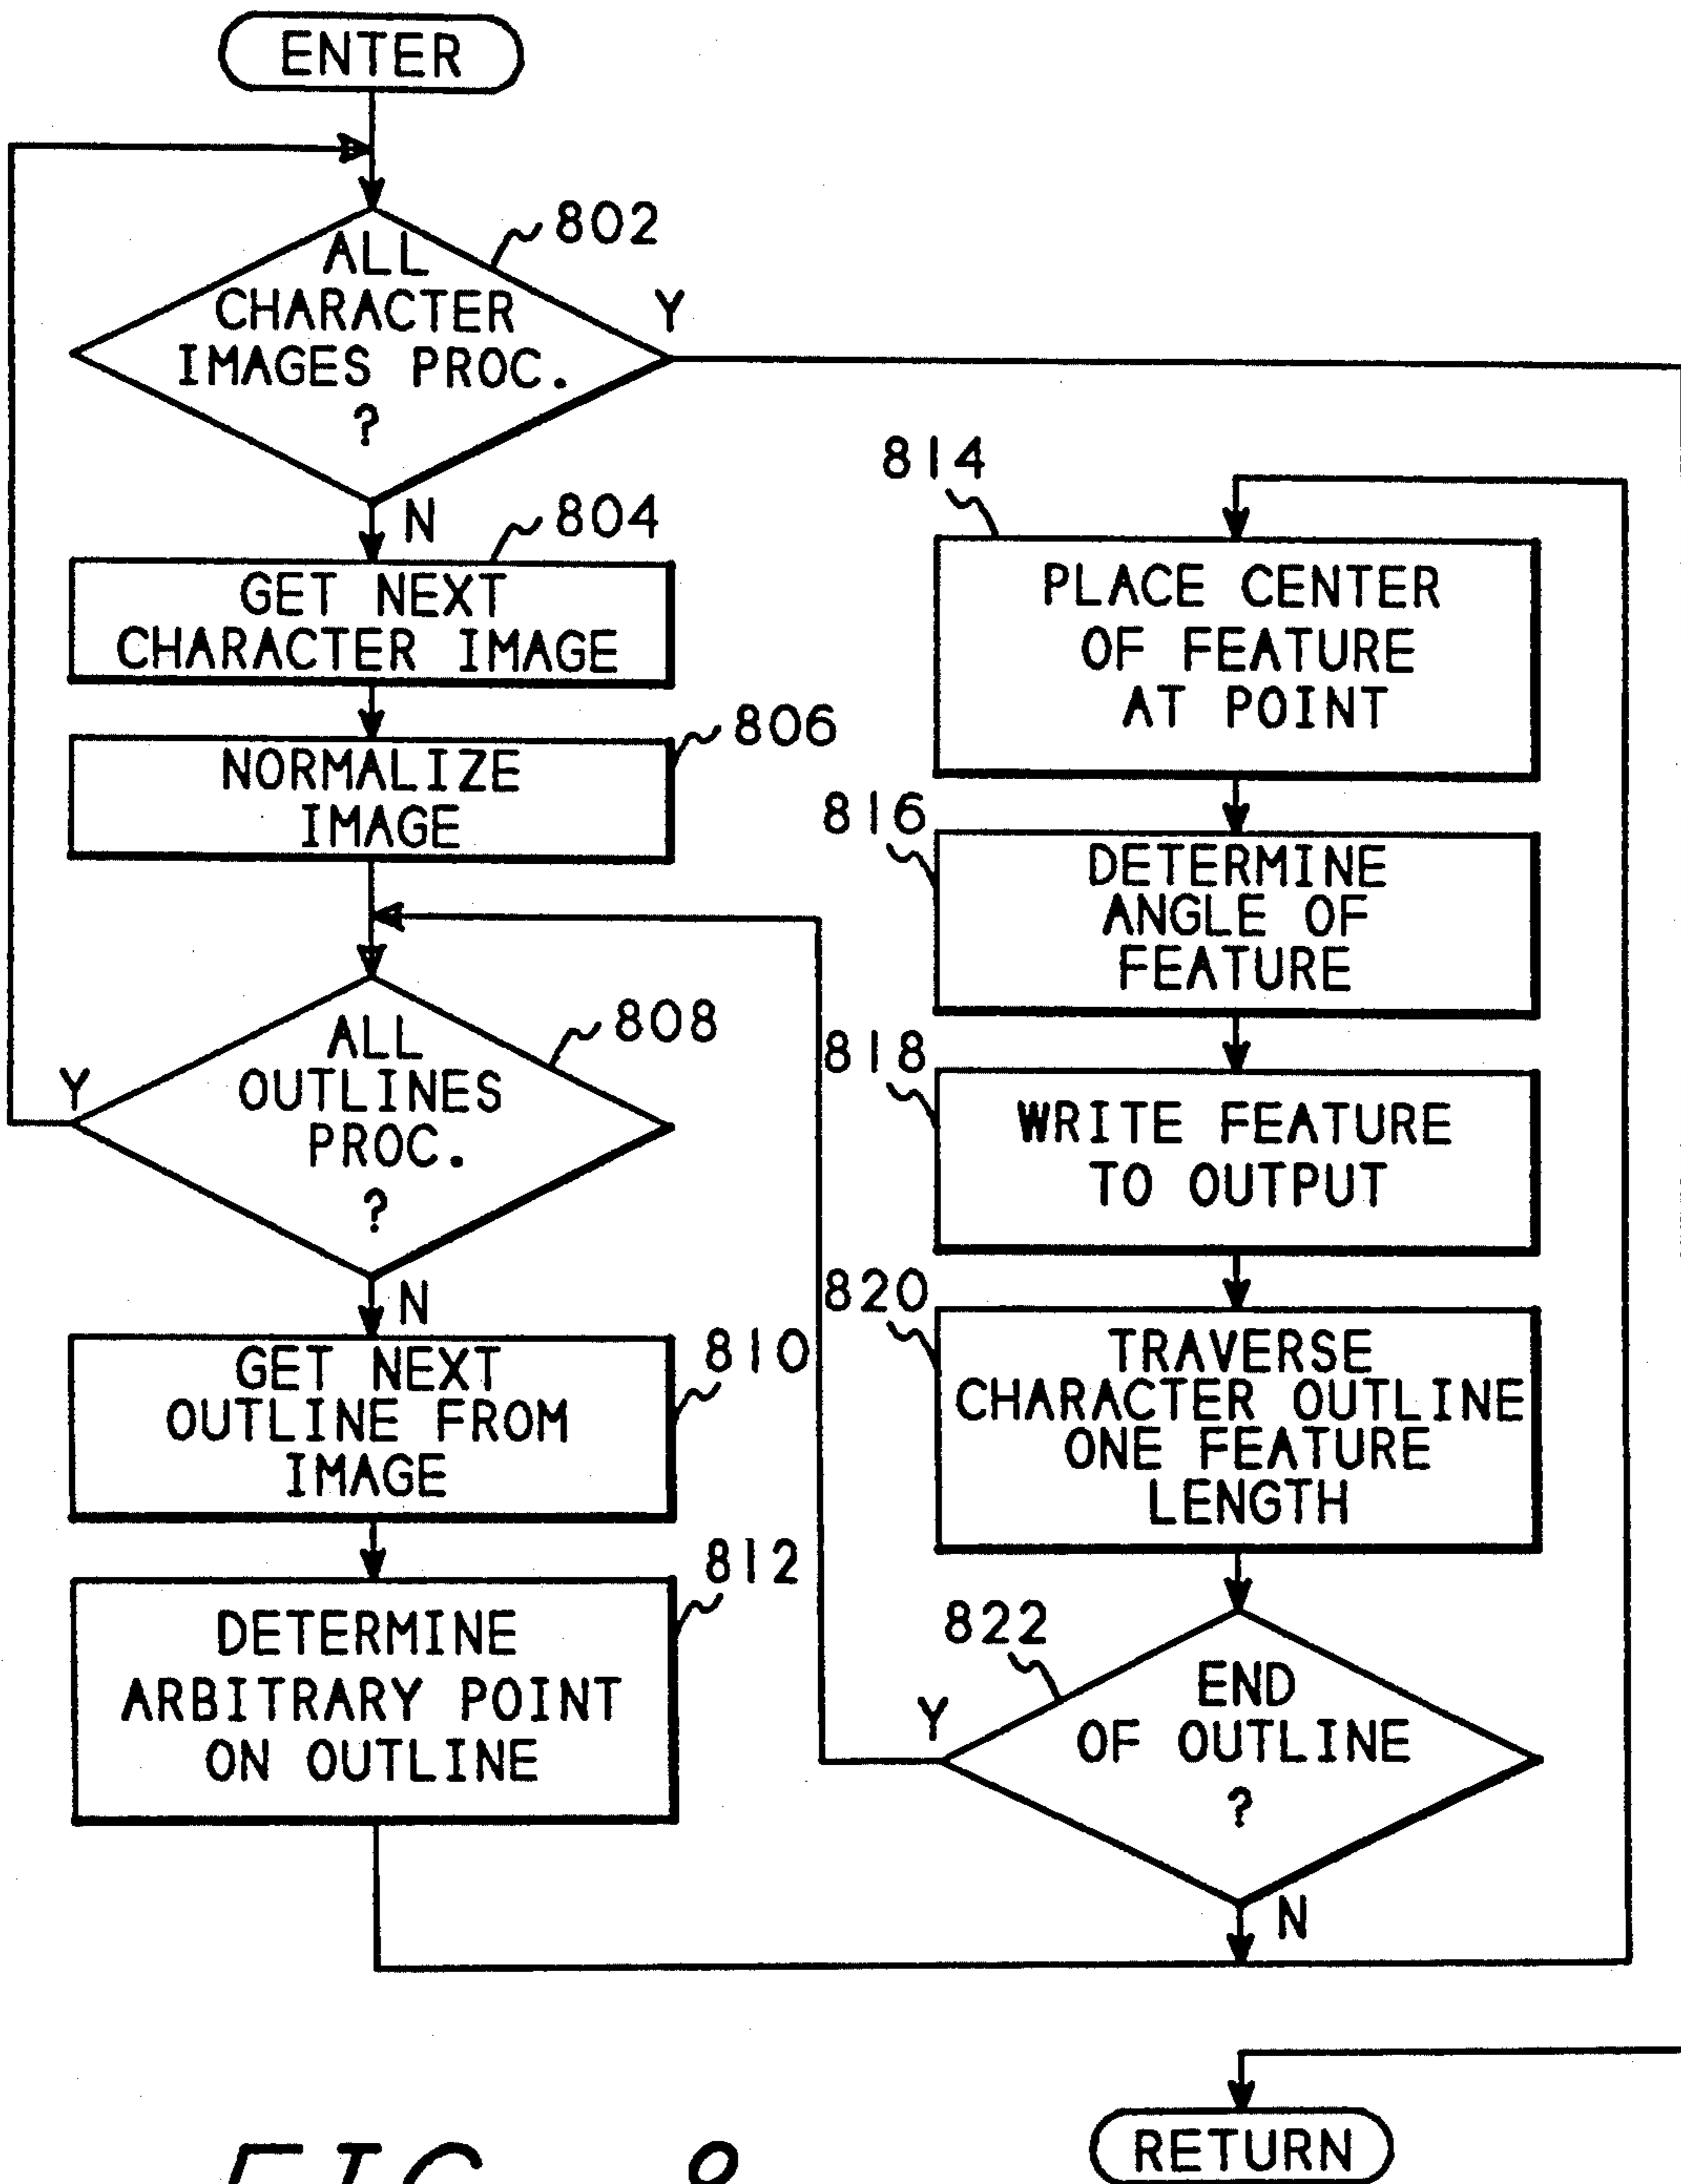 ENTER
802
ALL
CHARACTER
IMAGES PROC.
?
Y
N
804
GET NEXT
CHARACTER IMAGE
806
NORMALIZE
IMAGE
808
ALL
OUTLINES
PROC.
?
Y
N
810
GET NEXT
OUTLINE FROM
IMAGE
812
DETERMINE
ARBITRARY POINT
ON OUTLINE
814
PLACE CENTER
OF FEATURE
AT POINT
816
DETERMINE
ANGLE OF
FEATURE
818
WRITE FEATURE
TO OUTPUT
820
TRAVERSE
CHARACTER OUTLINE
ONE FEATURE
LENGTH
822
END
OF OUTLINE
?
Y
N
RETURN
FIG. 8